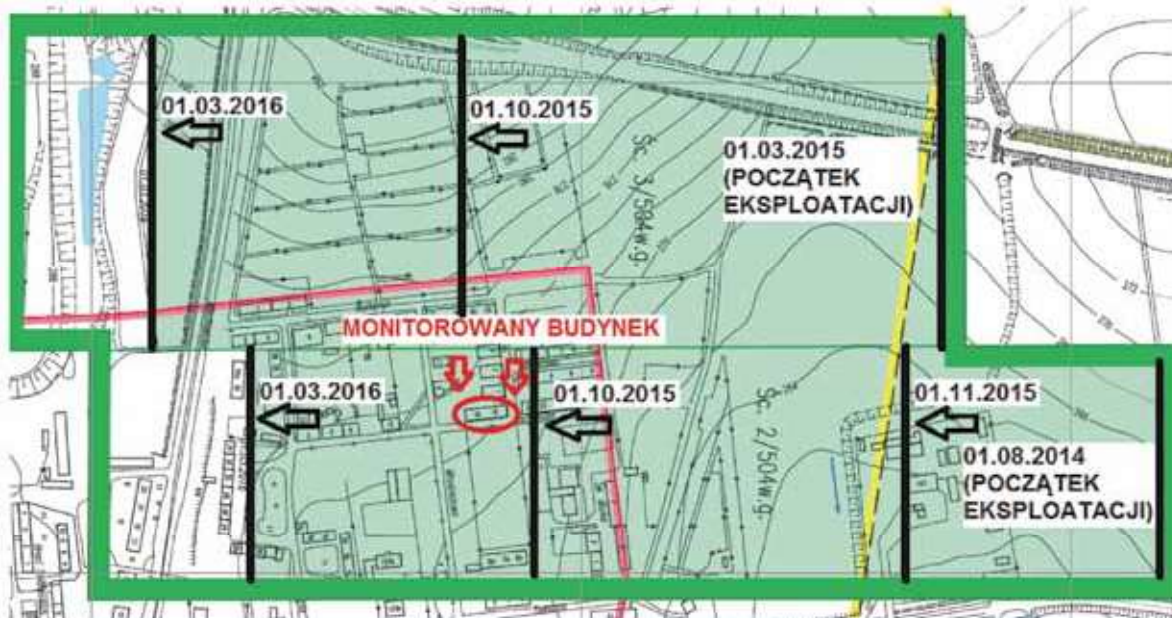 01.03.2016
01.10.2015
01.03.2015
(POCZĄTEK
EKSPLOATACJI)
Śc. 3/504w.g.
MONITOROWANY BUDYNEK
01.03.2016
01.10.2015
01.11.2015
Śc. 2/504w.g.
01.08.2014
(POCZĄTEK
EKSPLOATACJI)